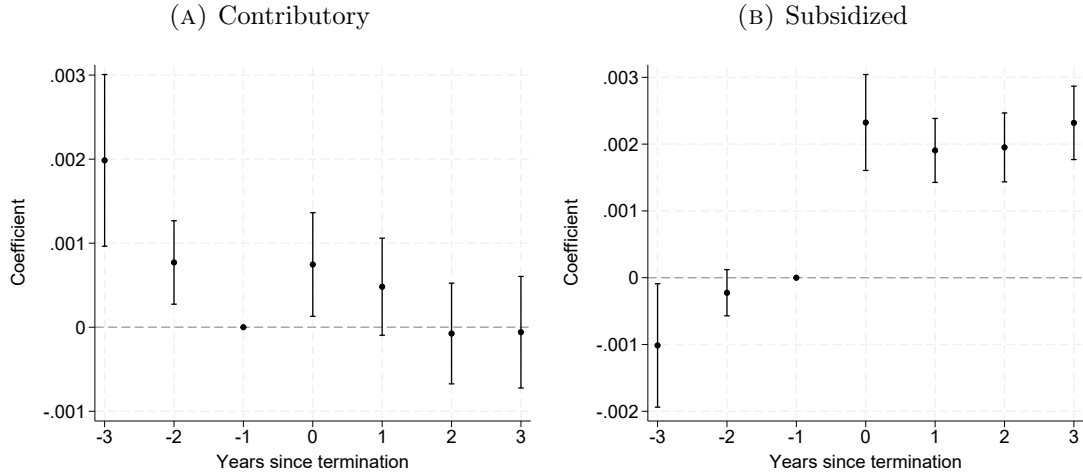 (A) Contributory
.003
.002
.001
0
-.001
Coefficient
-3 -2 -1 0 1 2 3
Years since termination
(B) Subsidized
.003
.002
.001
0
-.001
-.002
Coefficient
-3 -2 -1 0 1 2 3
Years since termination